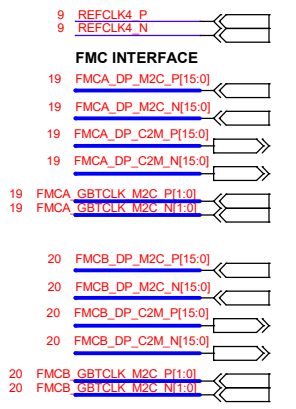 9 REFCLK4_P
9 REFCLK4_N
FMC INTERFACE
19 FMCA_DP_M2C_P[15:0]
19 FMCA_DP_M2C_N[15:0]
19 FMCA_DP_C2M_P[15:0]
19 FMCA_DP_C2M_N[15:0]
19 FMCA_GBTCLK_M2C_P[1:0]
19 FMCA_GBTCLK_M2C_N[1:0]
20 FMCB_DP_M2C_P[15:0]
20 FMCB_DP_M2C_N[15:0]
20 FMCB_DP_C2M_P[15:0]
20 FMCB_DP_C2M_N[15:0]
20 FMCB_GBTCLK_M2C_P[1:0]
20 FMCB_GBTCLK_M2C_N[1:0]